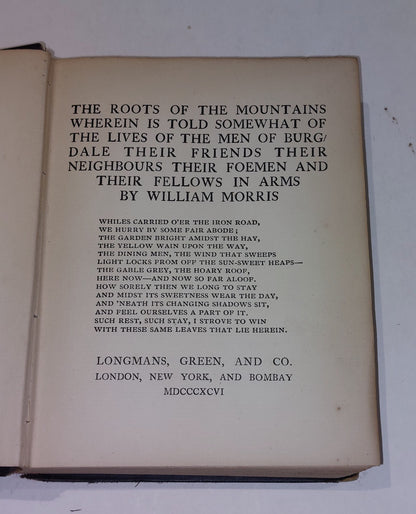 THE ROOTS OF THE MOUNTAINS
WHEREIN IS TOLD SOMEWHAT OF
THE LIVES OF THE MEN OF BURG/
DALE THEIR FRIENDS THEIR
NEIGHBOURS THEIR FOEMEN AND
THEIR FELLOWS IN ARMS
BY WILLIAM MORRIS
WHILES CARRIED O'ER THE IRON ROAD,
WE HURRY BY SOME FAIR ABODE;
THE GARDEN BRIGHT AMIDST THE HAY,
THE YELLOW WAIN UPON THE WAY,
THE DINING MEN, THE WIND THAT SWEEPS
LIGHT LOCKS FROM OFF THE SUN-SWEET HEAPS—
THE GABLE GREY, THE HOARY ROOF,
HERE NOW—AND NOW SO FAR ALOOF.
HOW SORELY THEN WE LONG TO STAY
AND MIDST ITS SWEETNESS WEAR THE DAY,
AND 'NEATH ITS CHANGING SHADOWS SIT,
AND FEEL OURSELVES A PART OF IT.
SUCH REST, SUCH STAY, I STROVE TO WIN
WITH THESE SAME LEAVES THAT LIE HEREIN.
LONGMANS, GREEN, AND CO.
LONDON, NEW YORK, AND BOMBAY
MDCCCXCVI